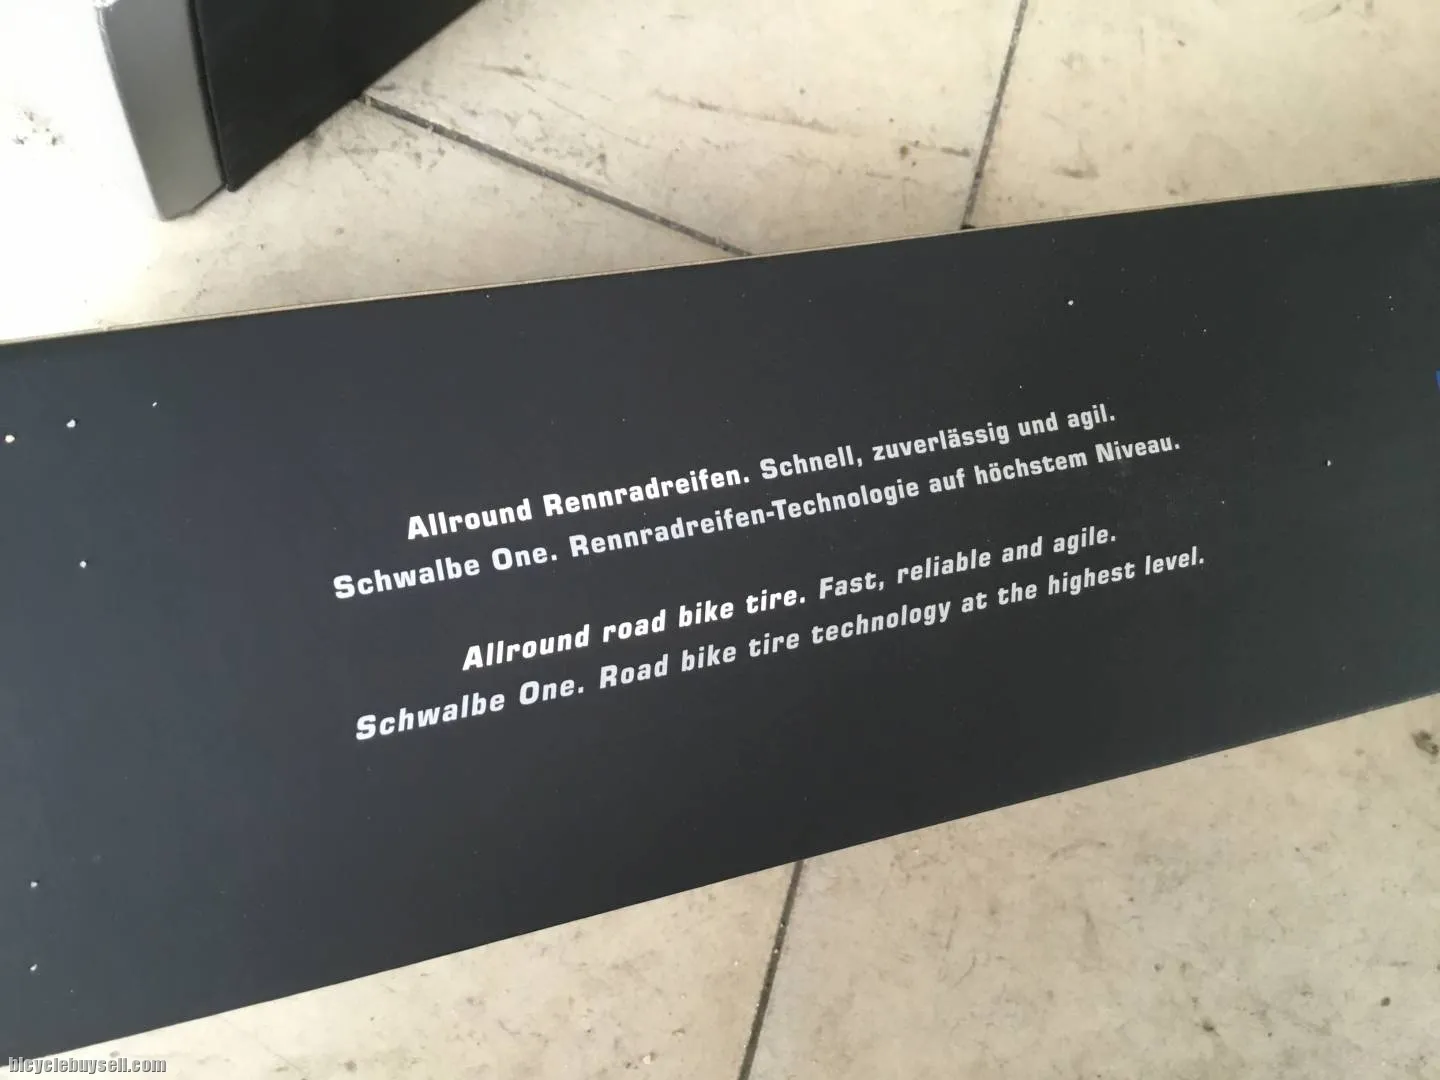 Allround Rennradreifen. Schnell, zuverlässig und agil.
Schwalbe One. Rennradreifen-Technologie auf höchstem Niveau.
Allround road bike tire. Fast, reliable and agile.
Schwalbe One. Road bike tire technology at the highest level.
bicyclebuysell.com